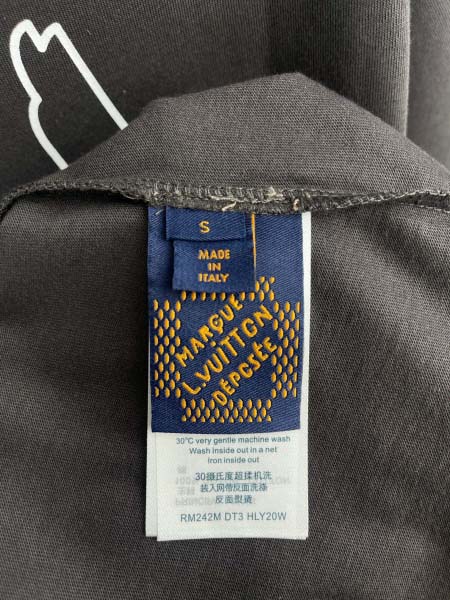 S
MADE
IN
ITALY
MARQUE
L.VUITTON
DÉPOSÉE
30°C very gentle machine wash
Wash inside out in a net
Iron inside out
30摄氏度超柔机洗
装入网带反面洗涤
反面熨烫
RM242M DT3 HLY20W